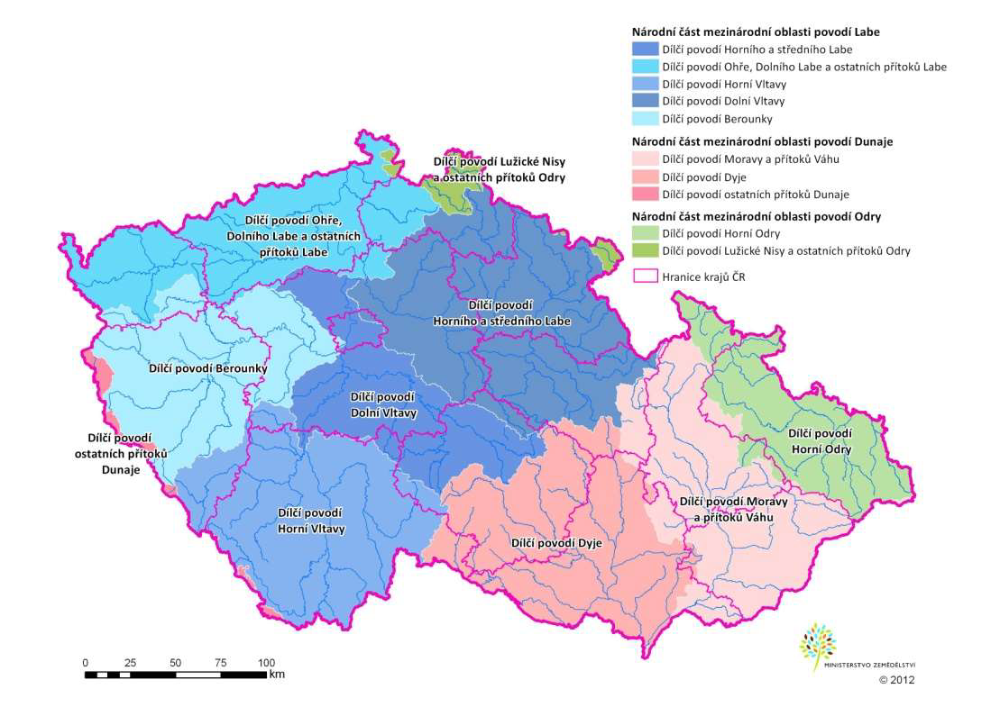 Národní část mezinárodní oblasti povodí Labe
Dílčí povodí Horního a středního Labe
Dílčí povodí Ohře, Dolního Labe a ostatních přítoků Labe
Dílčí povodí Horní Vltavy
Dílčí povodí Dolní Vltavy
Dílčí povodí Berounky
Národní část mezinárodní oblasti povodí Dunaje
Dílčí povodí Moravy a přítoků Váhu
Dílčí povodí Dyje
Dílčí povodí ostatních přítoků Dunaje
Národní část mezinárodní oblasti povodí Odry
Dílčí povodí Horní Odry
Dílčí povodí Lužické Nisy a ostatních přítoků Odry
Hranice krajů ČR
Dílčí povodí Lužické Nisy
a ostatních přítoků Odry
Dílčí povodí Ohře,
Dolního Labe a ostatních
přítoků Labe
Dílčí povodí
Horního a středního Labe
Dílčí povodí Berounky
Dílčí povodí
Dolní Vltavy
Dílčí povodí
ostatních přítoků
Dunaje
Dílčí povodí
Horní Odry
Dílčí povodí
Horní Vltavy
Dílčí povodí Moravy
a přítoků Váhu
Dílčí povodí Dyje
0 25 50 75 100
km
MINISTERSTVO ZEMĚDĚLSTVÍ
© 2012